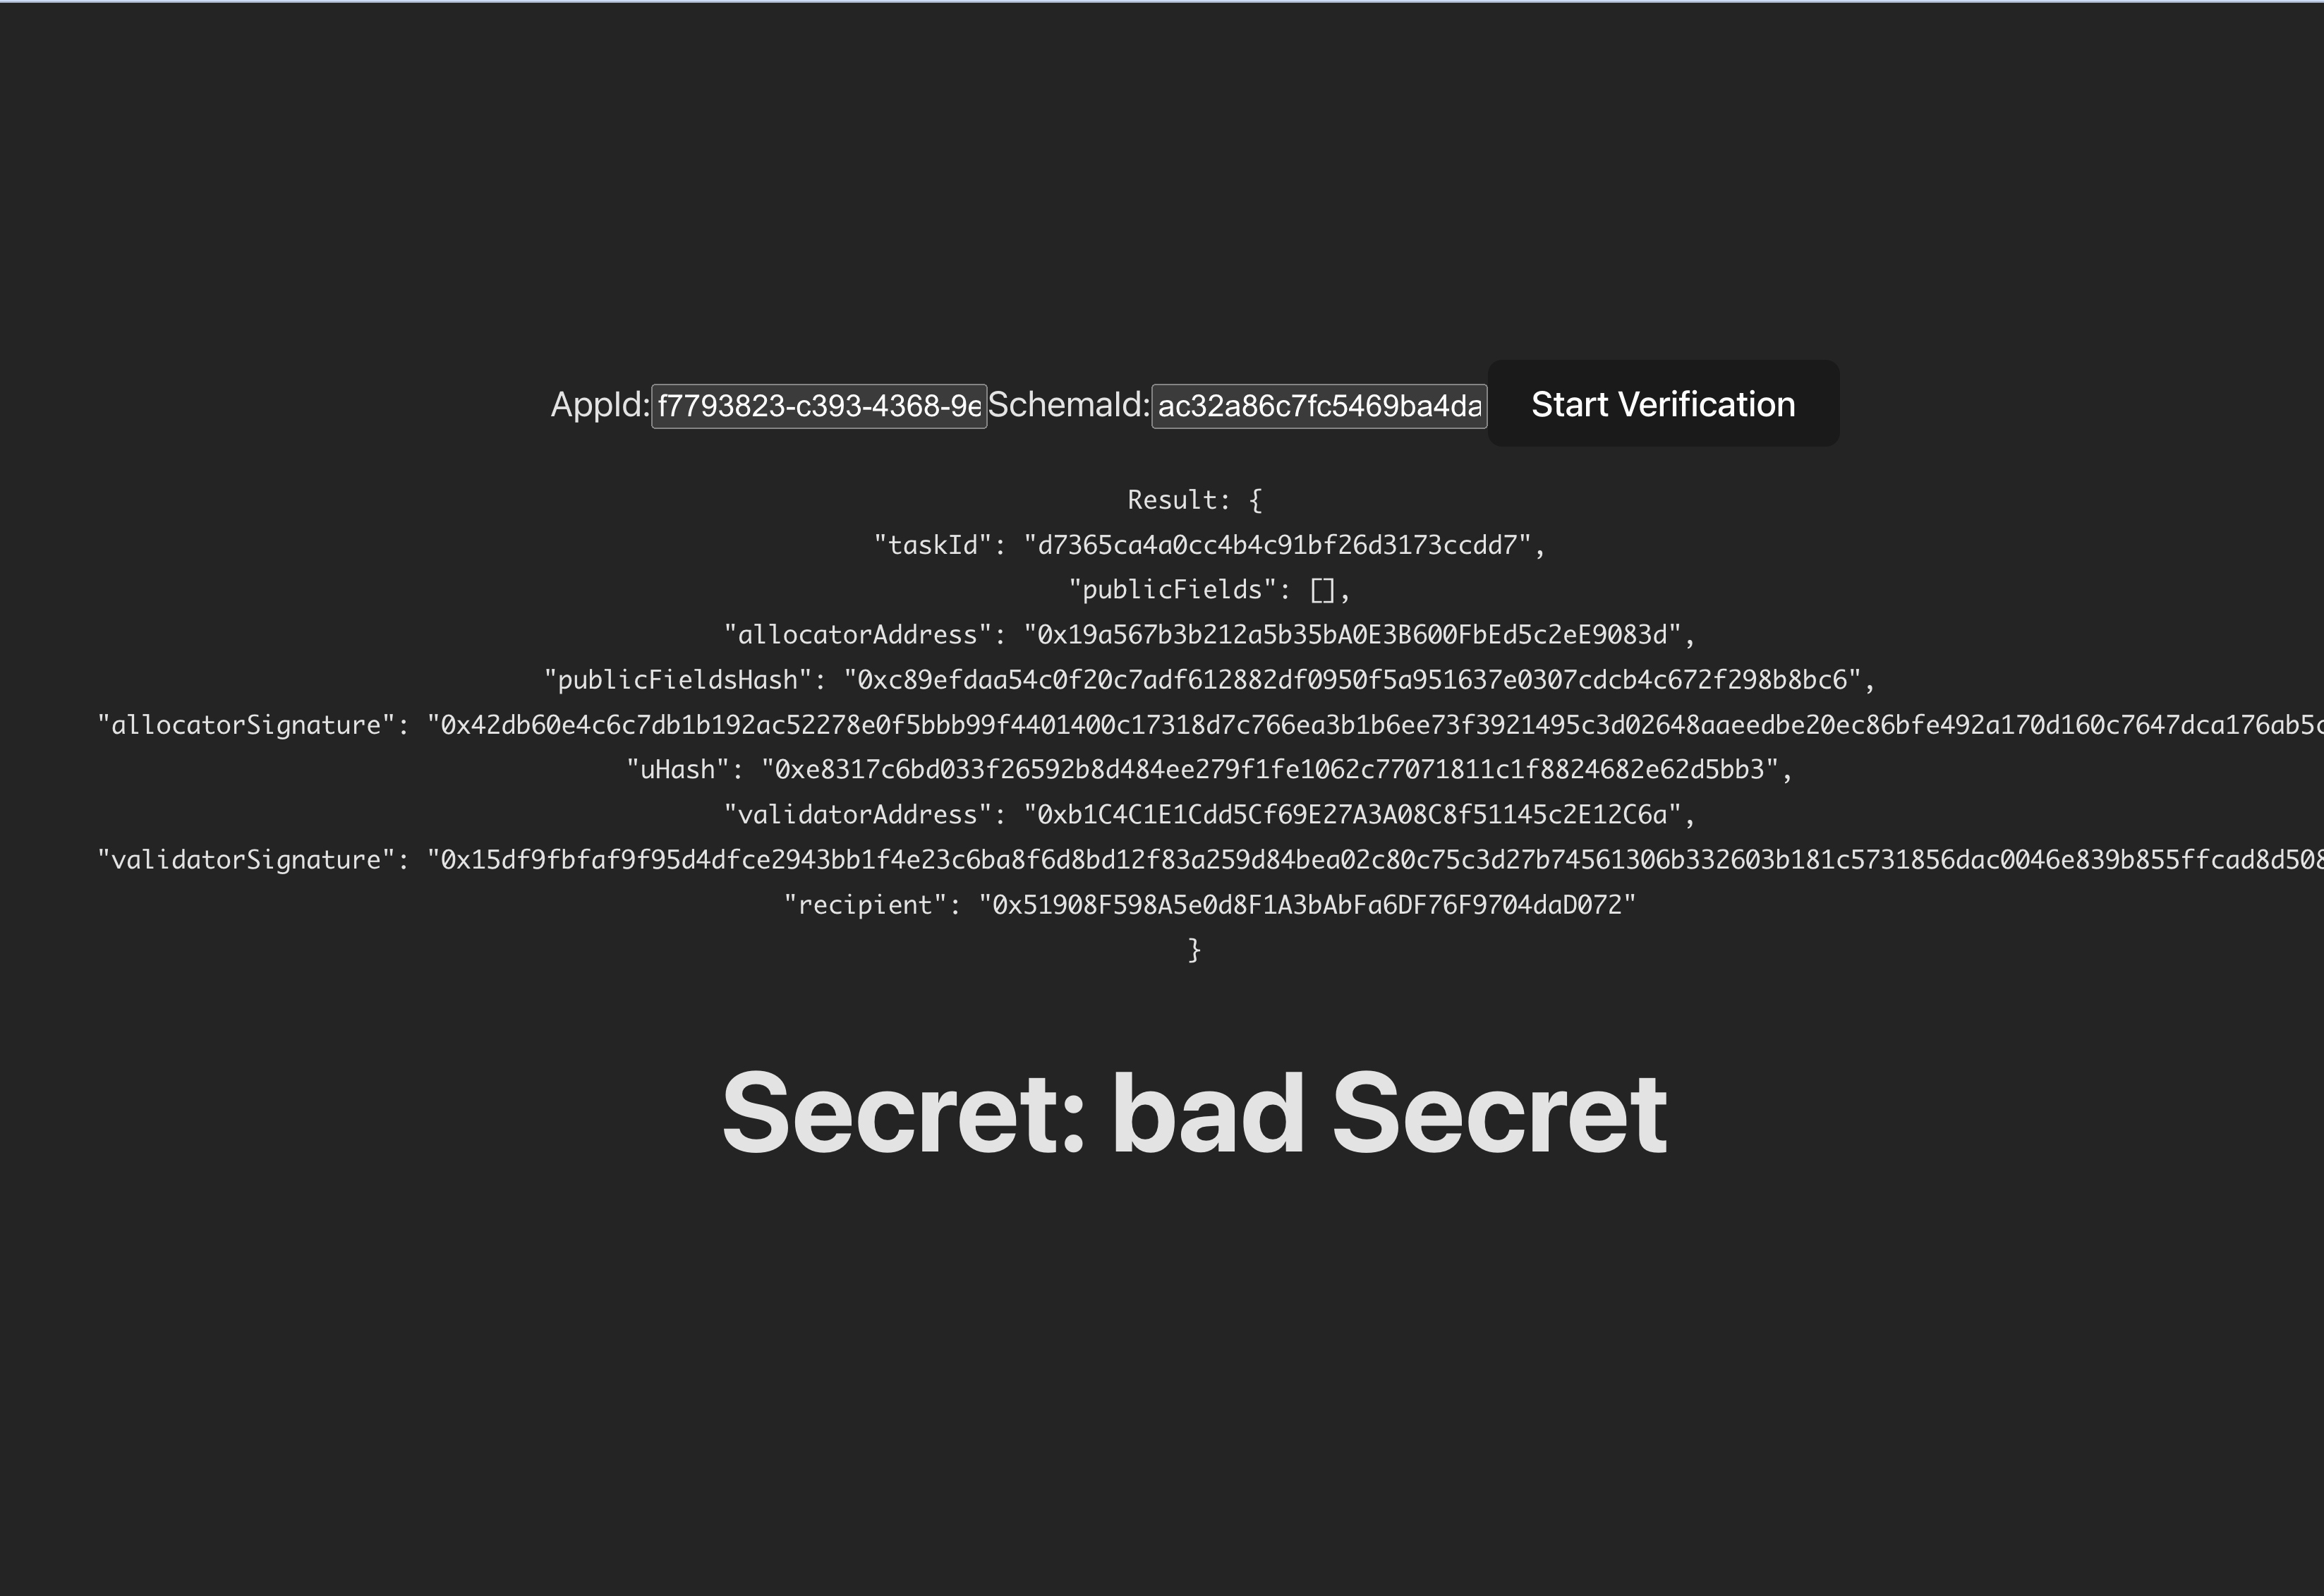 AppId: f7793823-c393-4368-9e SchemaId: ac32a86c7fc5469ba4da Start Verification
Result: {
"taskId": "d7365ca4a0cc4b4c91bf26d3173ccdd7",
"publicFields": [],
"allocatorAddress": "0x19a567b3b212a5b35bA0E3B600FbEd5c2eE9083d",
"publicFieldsHash": "0xc89efdaa54c0f20c7adf612882df0950f5a951637e0307cdcb4c672f298b8bc6",
"allocatorSignature": "0x42db60e4c6c7db1b192ac52278e0f5bbb99f4401400c17318d7c766ea3b1b6ee73f3921495c3d02648aaeedbe20ec86bfe492a170d160c7647dca176ab5c
"uHash": "0xe8317c6bd033f26592b8d484ee279f1fe1062c77071811c1f8824682e62d5bb3",
"validatorAddress": "0xb1C4C1E1Cdd5Cf69E27A3A08C8f51145c2E12C6a",
"validatorSignature": "0x15df9fbfaf9f95d4dfce2943bb1f4e23c6ba8f6d8bd12f83a259d84bea02c80c75c3d27b74561306b332603b181c5731856dac0046e839b855ffcad8d508
"recipient": "0x51908F598A5e0d8F1A3bAbFa6DF76F9704daD072"
}
Secret: bad Secret